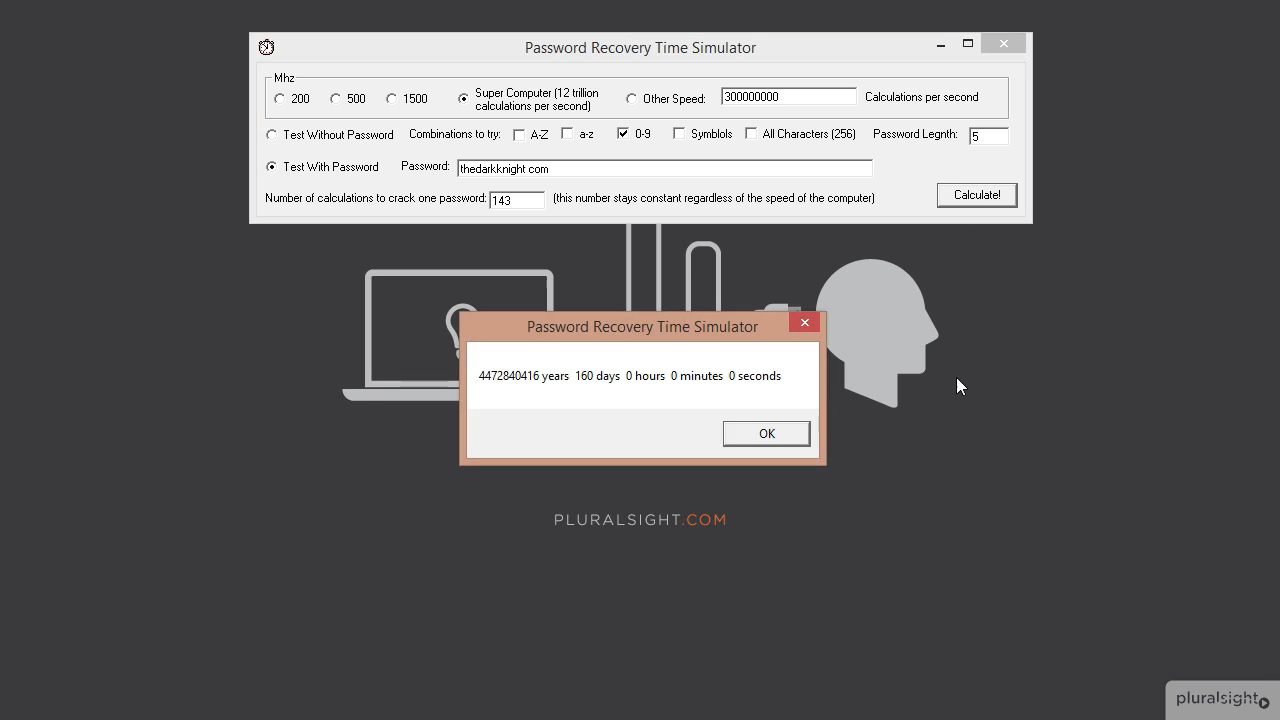 Password Recovery Time Simulator
Mhz
200 500 1500 Super Computer (12 trillion calculations per second) Other Speed: 300000000 Calculations per second
Test Without Password Combinations to try: A-Z a-z 0-9 Symblols All Characters (256) Password Legnth: 5
Test With Password Password: thedarkknight com
Number of calculations to crack one password: 143 (this number stays constant regardless of the speed of the computer) Calculate!
Password Recovery Time Simulator
4472840416 years 160 days 0 hours 0 minutes 0 seconds
OK
PLURALSIGHT.COM
pluralsight